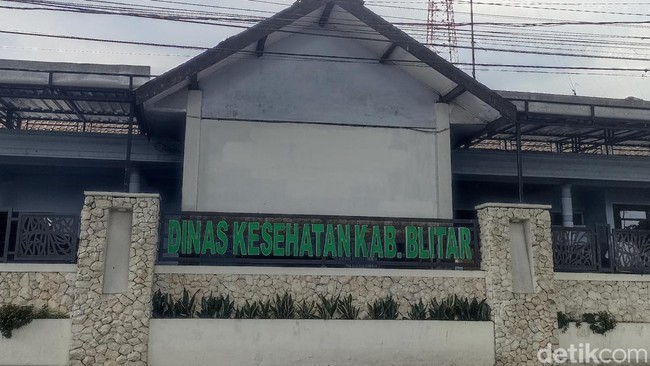 DINAS KESEHATAN KAB. BLITAR
detikcom